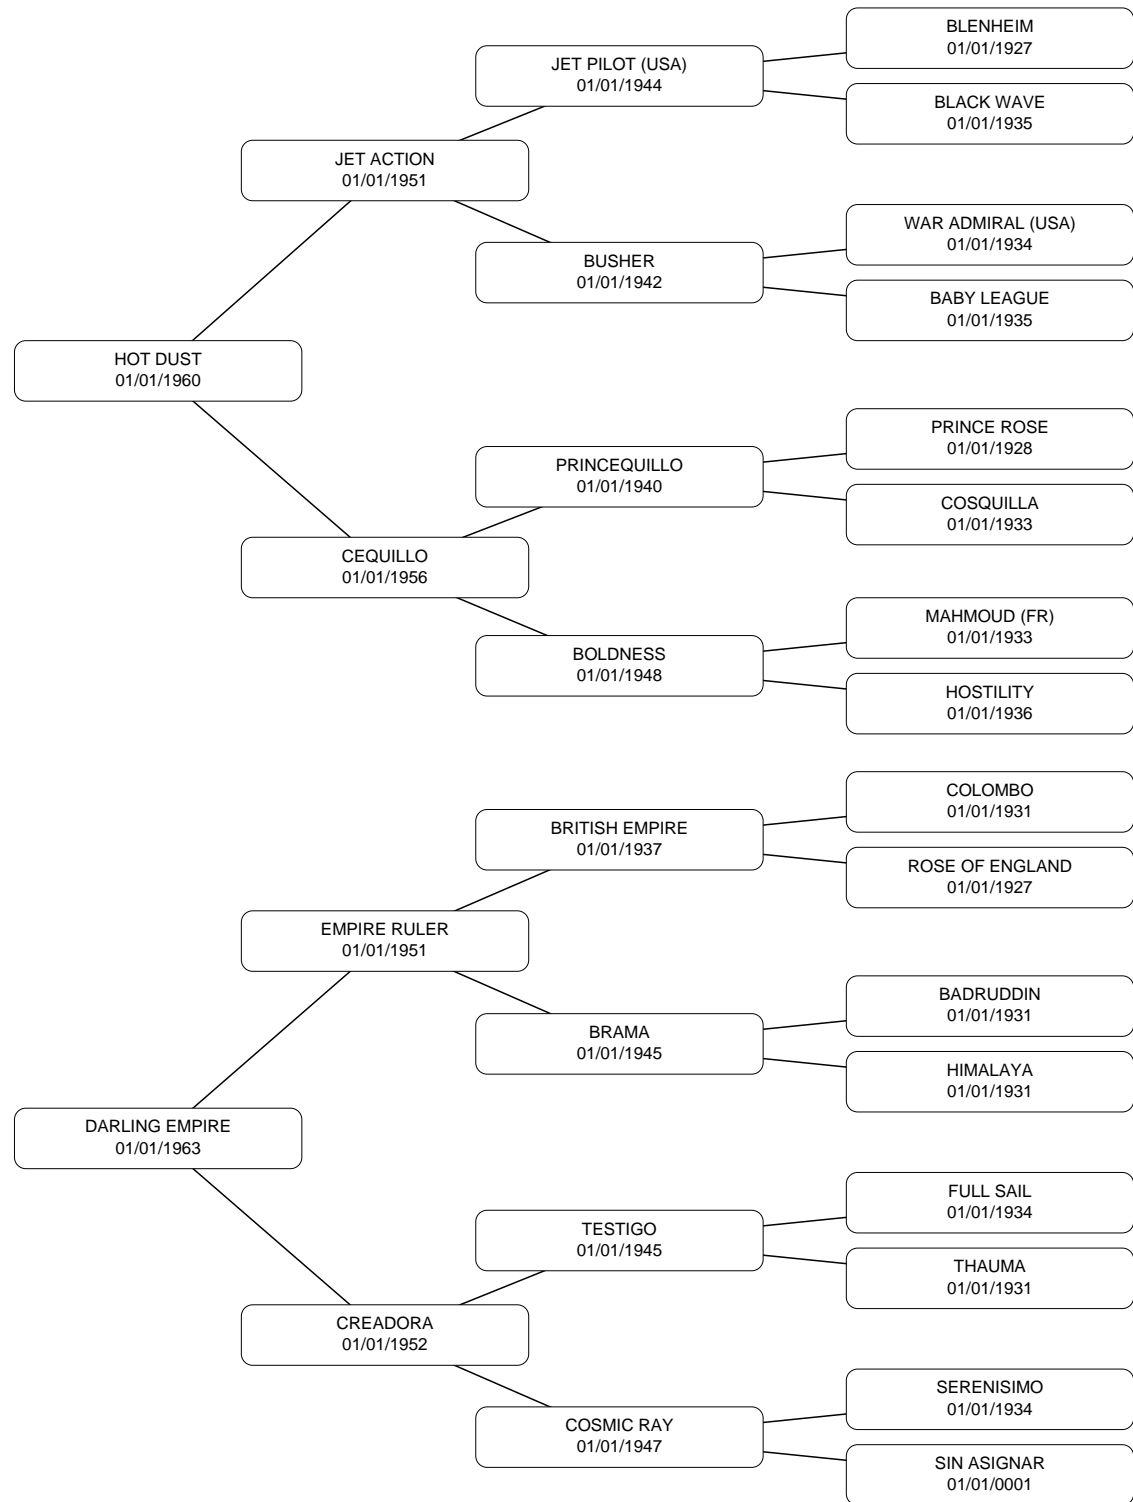 BLENHEIM
01/01/1927
JET PILOT (USA)
01/01/1944
BLACK WAVE
01/01/1935
JET ACTION
01/01/1951
WAR ADMIRAL (USA)
01/01/1934
BUSHER
01/01/1942
BABY LEAGUE
01/01/1935
HOT DUST
01/01/1960
PRINCE ROSE
01/01/1928
PRINCEQUILLO
01/01/1940
COSQUILLA
01/01/1933
CEQUILLO
01/01/1956
MAHMOUD (FR)
01/01/1933
BOLDNESS
01/01/1948
HOSTILITY
01/01/1936
COLOMBO
01/01/1931
BRITISH EMPIRE
01/01/1937
ROSE OF ENGLAND
01/01/1927
EMPIRE RULER
01/01/1951
BADRUDDIN
01/01/1931
BRAMA
01/01/1945
HIMALAYA
01/01/1931
DARLING EMPIRE
01/01/1963
FULL SAIL
01/01/1934
TESTIGO
01/01/1945
THAUMA
01/01/1931
CREADORA
01/01/1952
SERENISIMO
01/01/1934
COSMIC RAY
01/01/1947
SIN ASIGNAR
01/01/0001